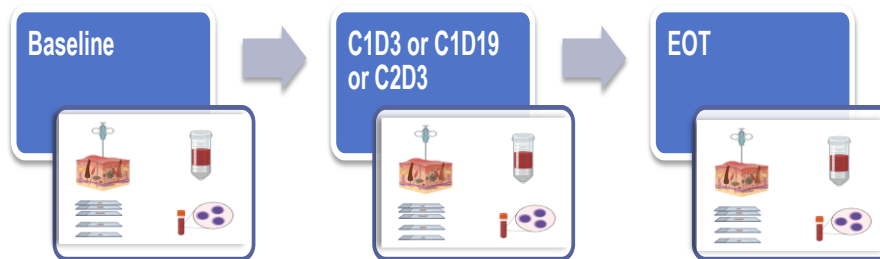 Baseline
C1D3 or C1D19
or C2D3
EOT